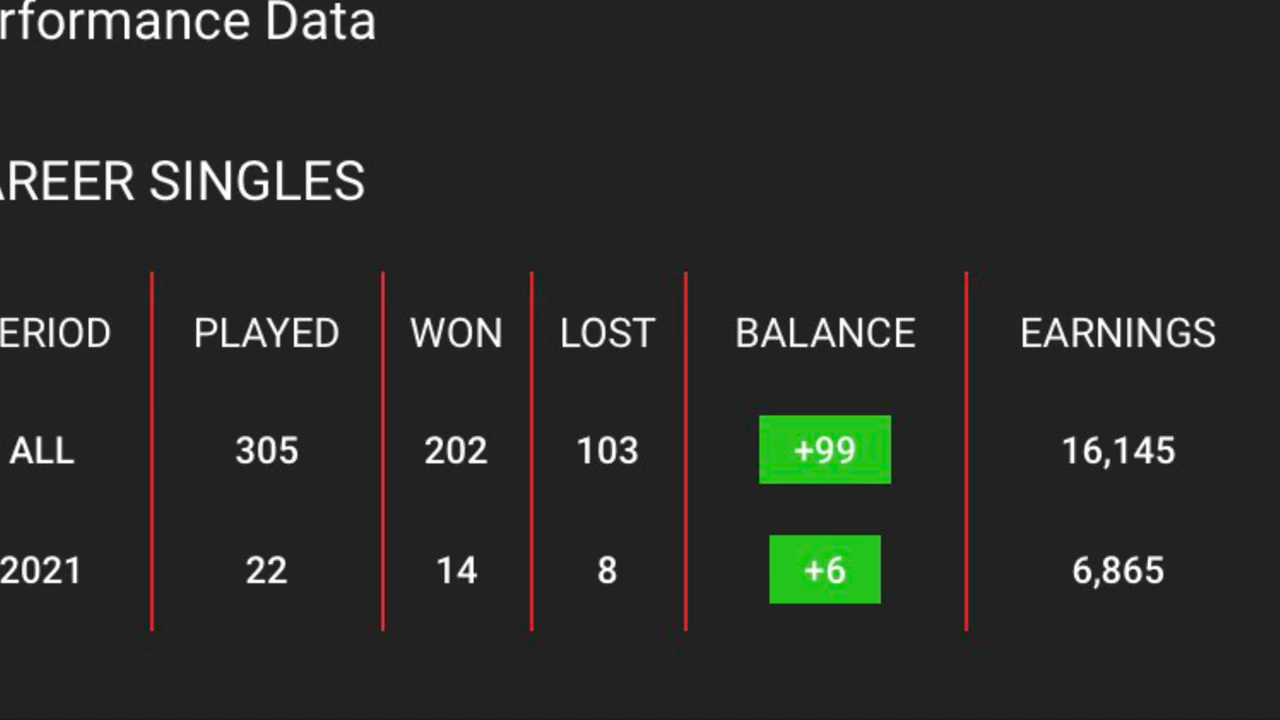 rformance Data
AREER SINGLES
ERIOD PLAYED WON LOST BALANCE EARNINGS
ALL 305 202 103 +99 16,145
2021 22 14 8 +6 6,865